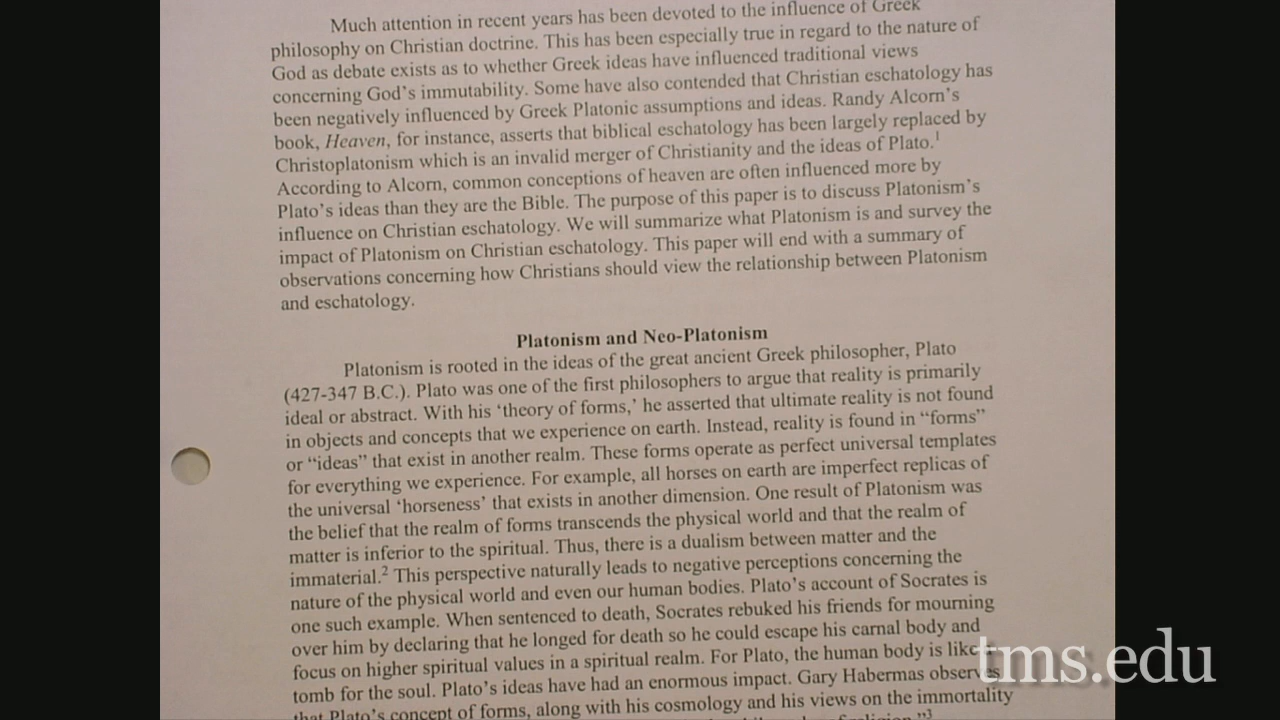 Much attention in recent years has been devoted to the influence of Greek
philosophy on Christian doctrine. This has been especially true in regard to the nature of
God as debate exists as to whether Greek ideas have influenced traditional views
concerning God's immutability. Some have also contended that Christian eschatology has
been negatively influenced by Greek Platonic assumptions and ideas. Randy Alcorn's
book, Heaven, for instance, asserts that biblical eschatology has been largely replaced by
Christoplatonism which is an invalid merger of Christianity and the ideas of Plato.1
According to Alcorn, common conceptions of heaven are often influenced more by
Plato's ideas than they are the Bible. The purpose of this paper is to discuss Platonism's
influence on Christian eschatology. We will summarize what Platonism is and survey the
impact of Platonism on Christian eschatology. This paper will end with a summary of
observations concerning how Christians should view the relationship between Platonism
and eschatology.
Platonism and Neo-Platonism
Platonism is rooted in the ideas of the great ancient Greek philosopher, Plato
(427-347 B.C.). Plato was one of the first philosophers to argue that reality is primarily
ideal or abstract. With his 'theory of forms,' he asserted that ultimate reality is not found
in objects and concepts that we experience on earth. Instead, reality is found in "forms"
or "ideas" that exist in another realm. These forms operate as perfect universal templates
for everything we experience. For example, all horses on earth are imperfect replicas of
the universal 'horseness' that exists in another dimension. One result of Platonism was
the belief that the realm of forms transcends the physical world and that the realm of
matter is inferior to the spiritual. Thus, there is a dualism between matter and the
immaterial.2 This perspective naturally leads to negative perceptions concerning the
nature of the physical world and even our human bodies. Plato's account of Socrates is
one such example. When sentenced to death, Socrates rebuked his friends for mourning
over him by declaring that he longed for death so he could escape his carnal body and
focus on higher spiritual values in a spiritual realm. For Plato, the human body is like
tomb for the soul. Plato's ideas have had an enormous impact. Gary Habermas observes
that Plato's concept of forms, along with his cosmology and his views on the immortality
of religion."3
tms.edu